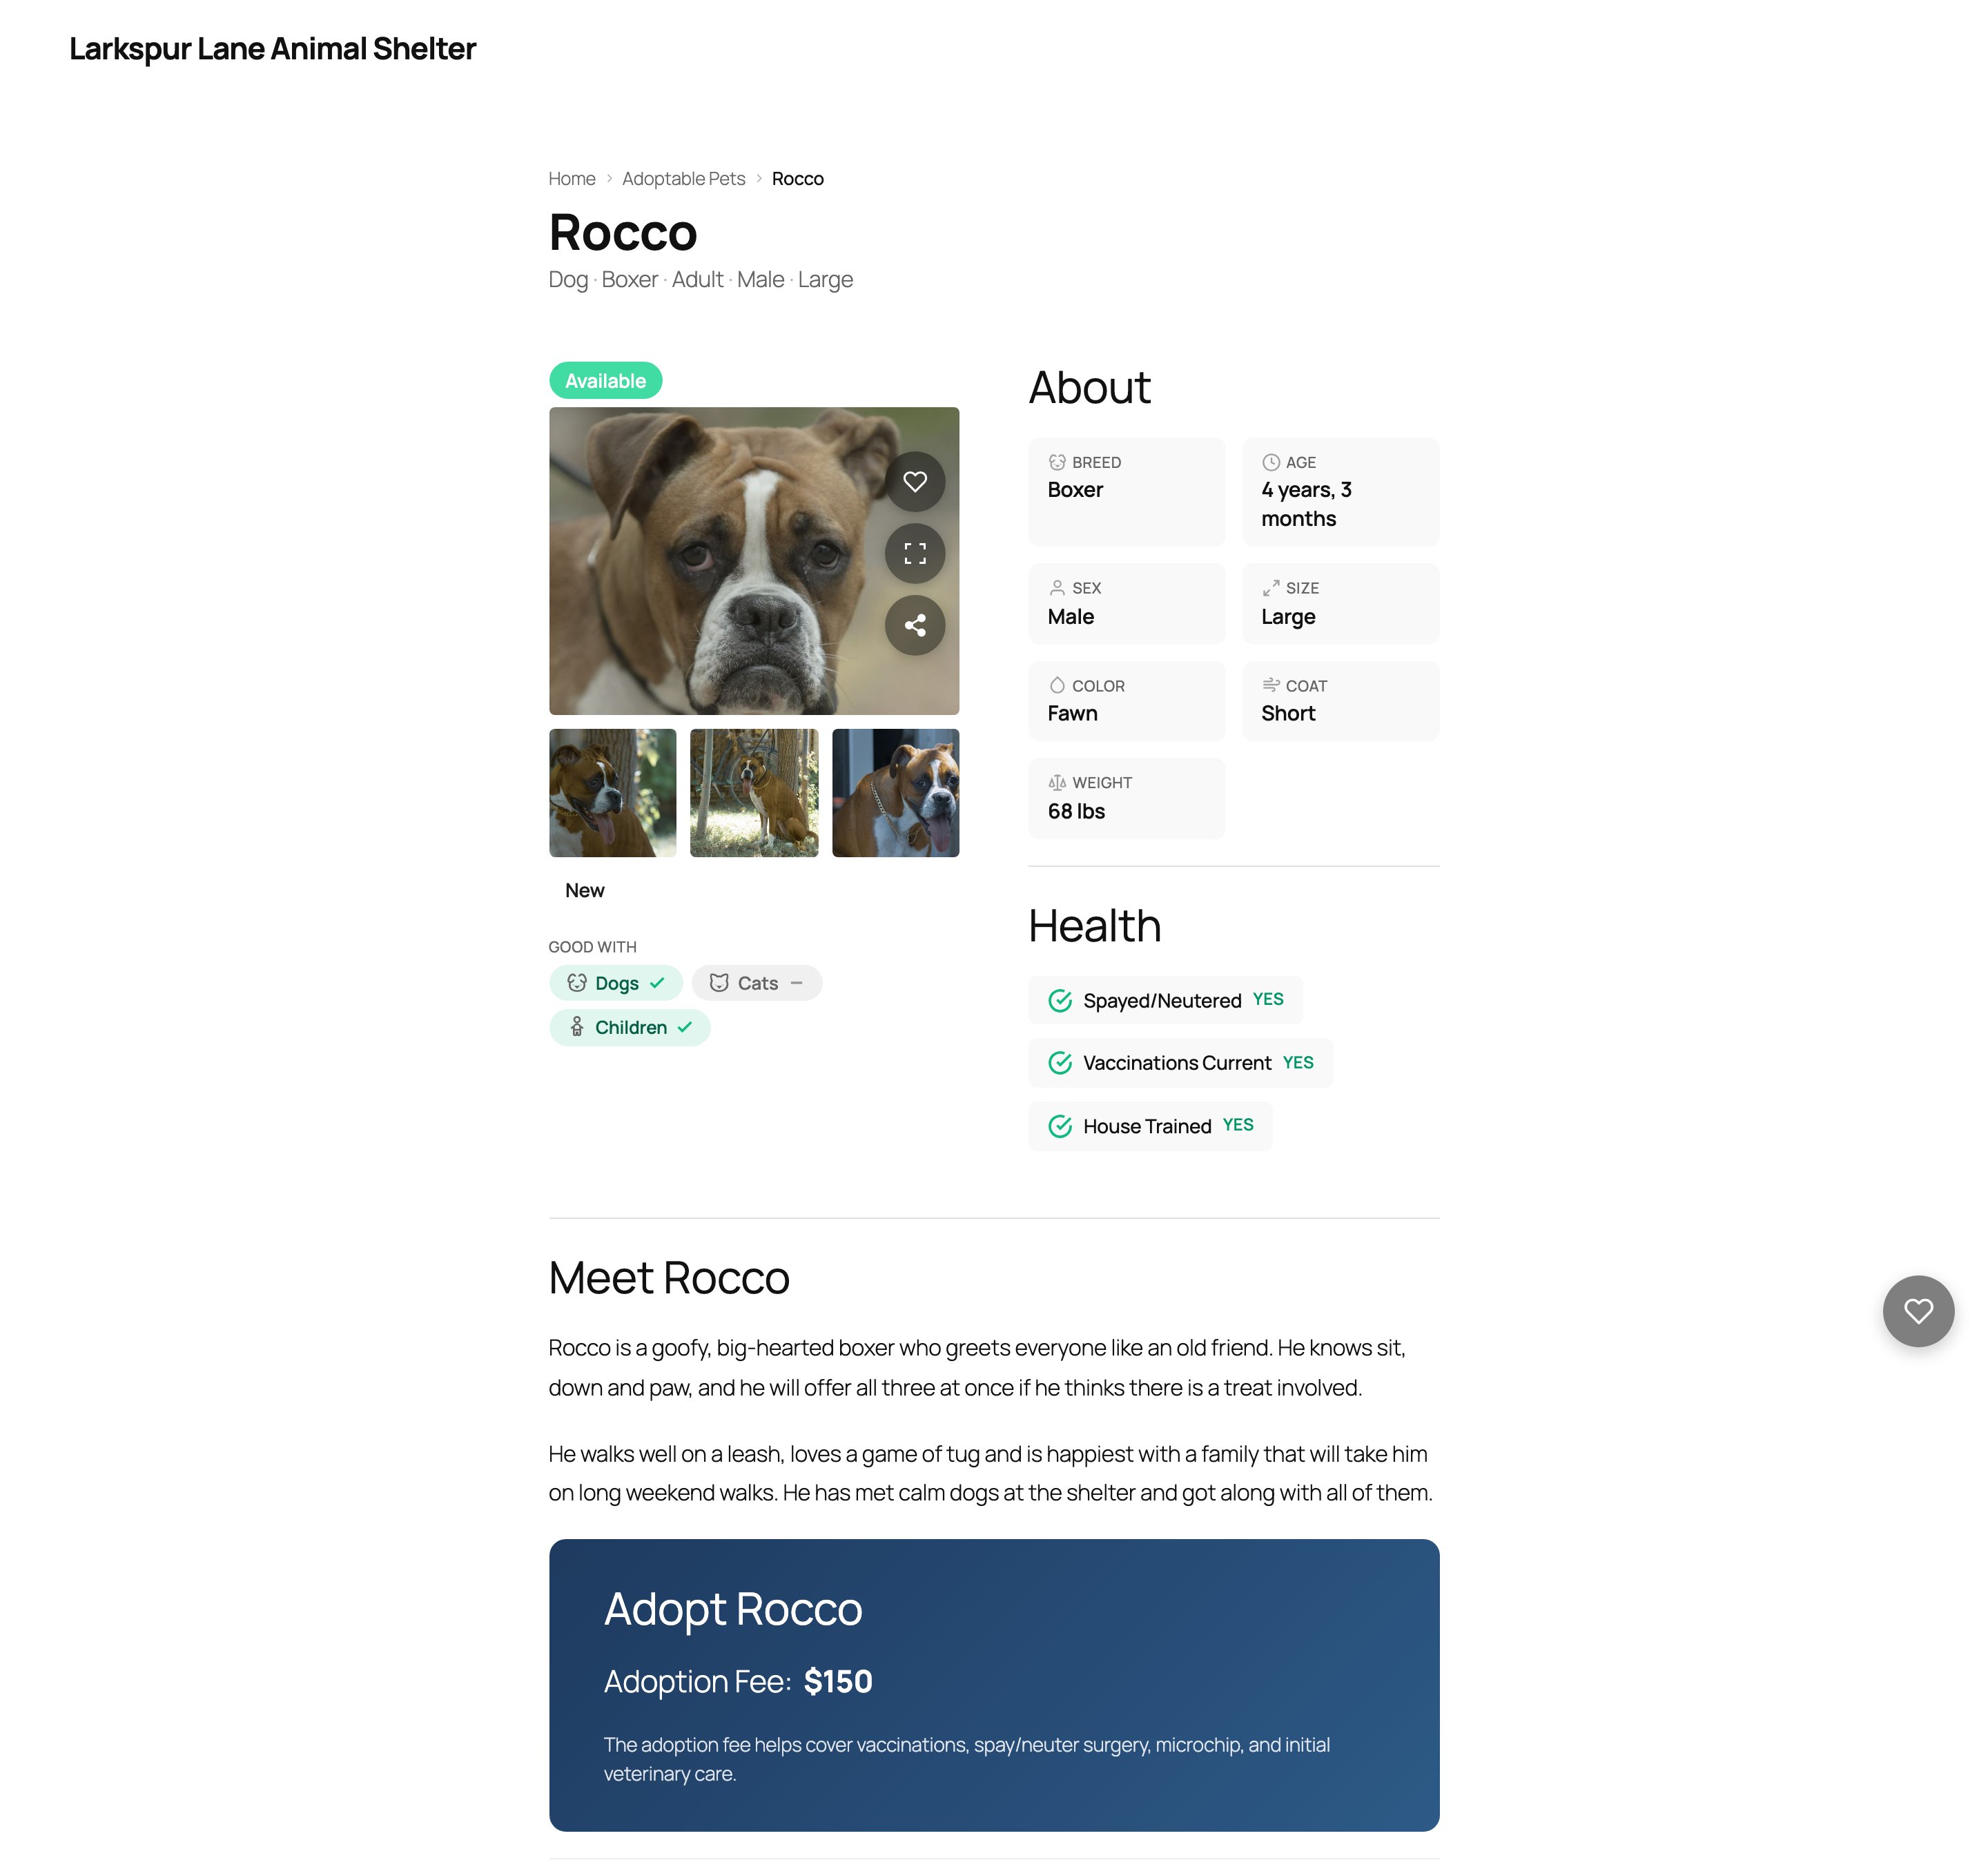 Larkspur Lane Animal Shelter
Home > Adoptable Pets > Rocco
Rocco
Dog · Boxer · Adult · Male · Large
Available
New
GOOD WITH
Dogs
Cats
Children
About
BREED
Boxer
AGE
4 years, 3
months
SEX
Male
SIZE
Large
COLOR
Fawn
COAT
Short
WEIGHT
68 lbs
Health
Spayed/Neutered YES
Vaccinations Current YES
House Trained YES
Meet Rocco
Rocco is a goofy, big-hearted boxer who greets everyone like an old friend. He knows sit,
down and paw, and he will offer all three at once if he thinks there is a treat involved.
He walks well on a leash, loves a game of tug and is happiest with a family that will take him
on long weekend walks. He has met calm dogs at the shelter and got along with all of them.
Adopt Rocco
Adoption Fee: $150
The adoption fee helps cover vaccinations, spay/neuter surgery, microchip, and initial
veterinary care.